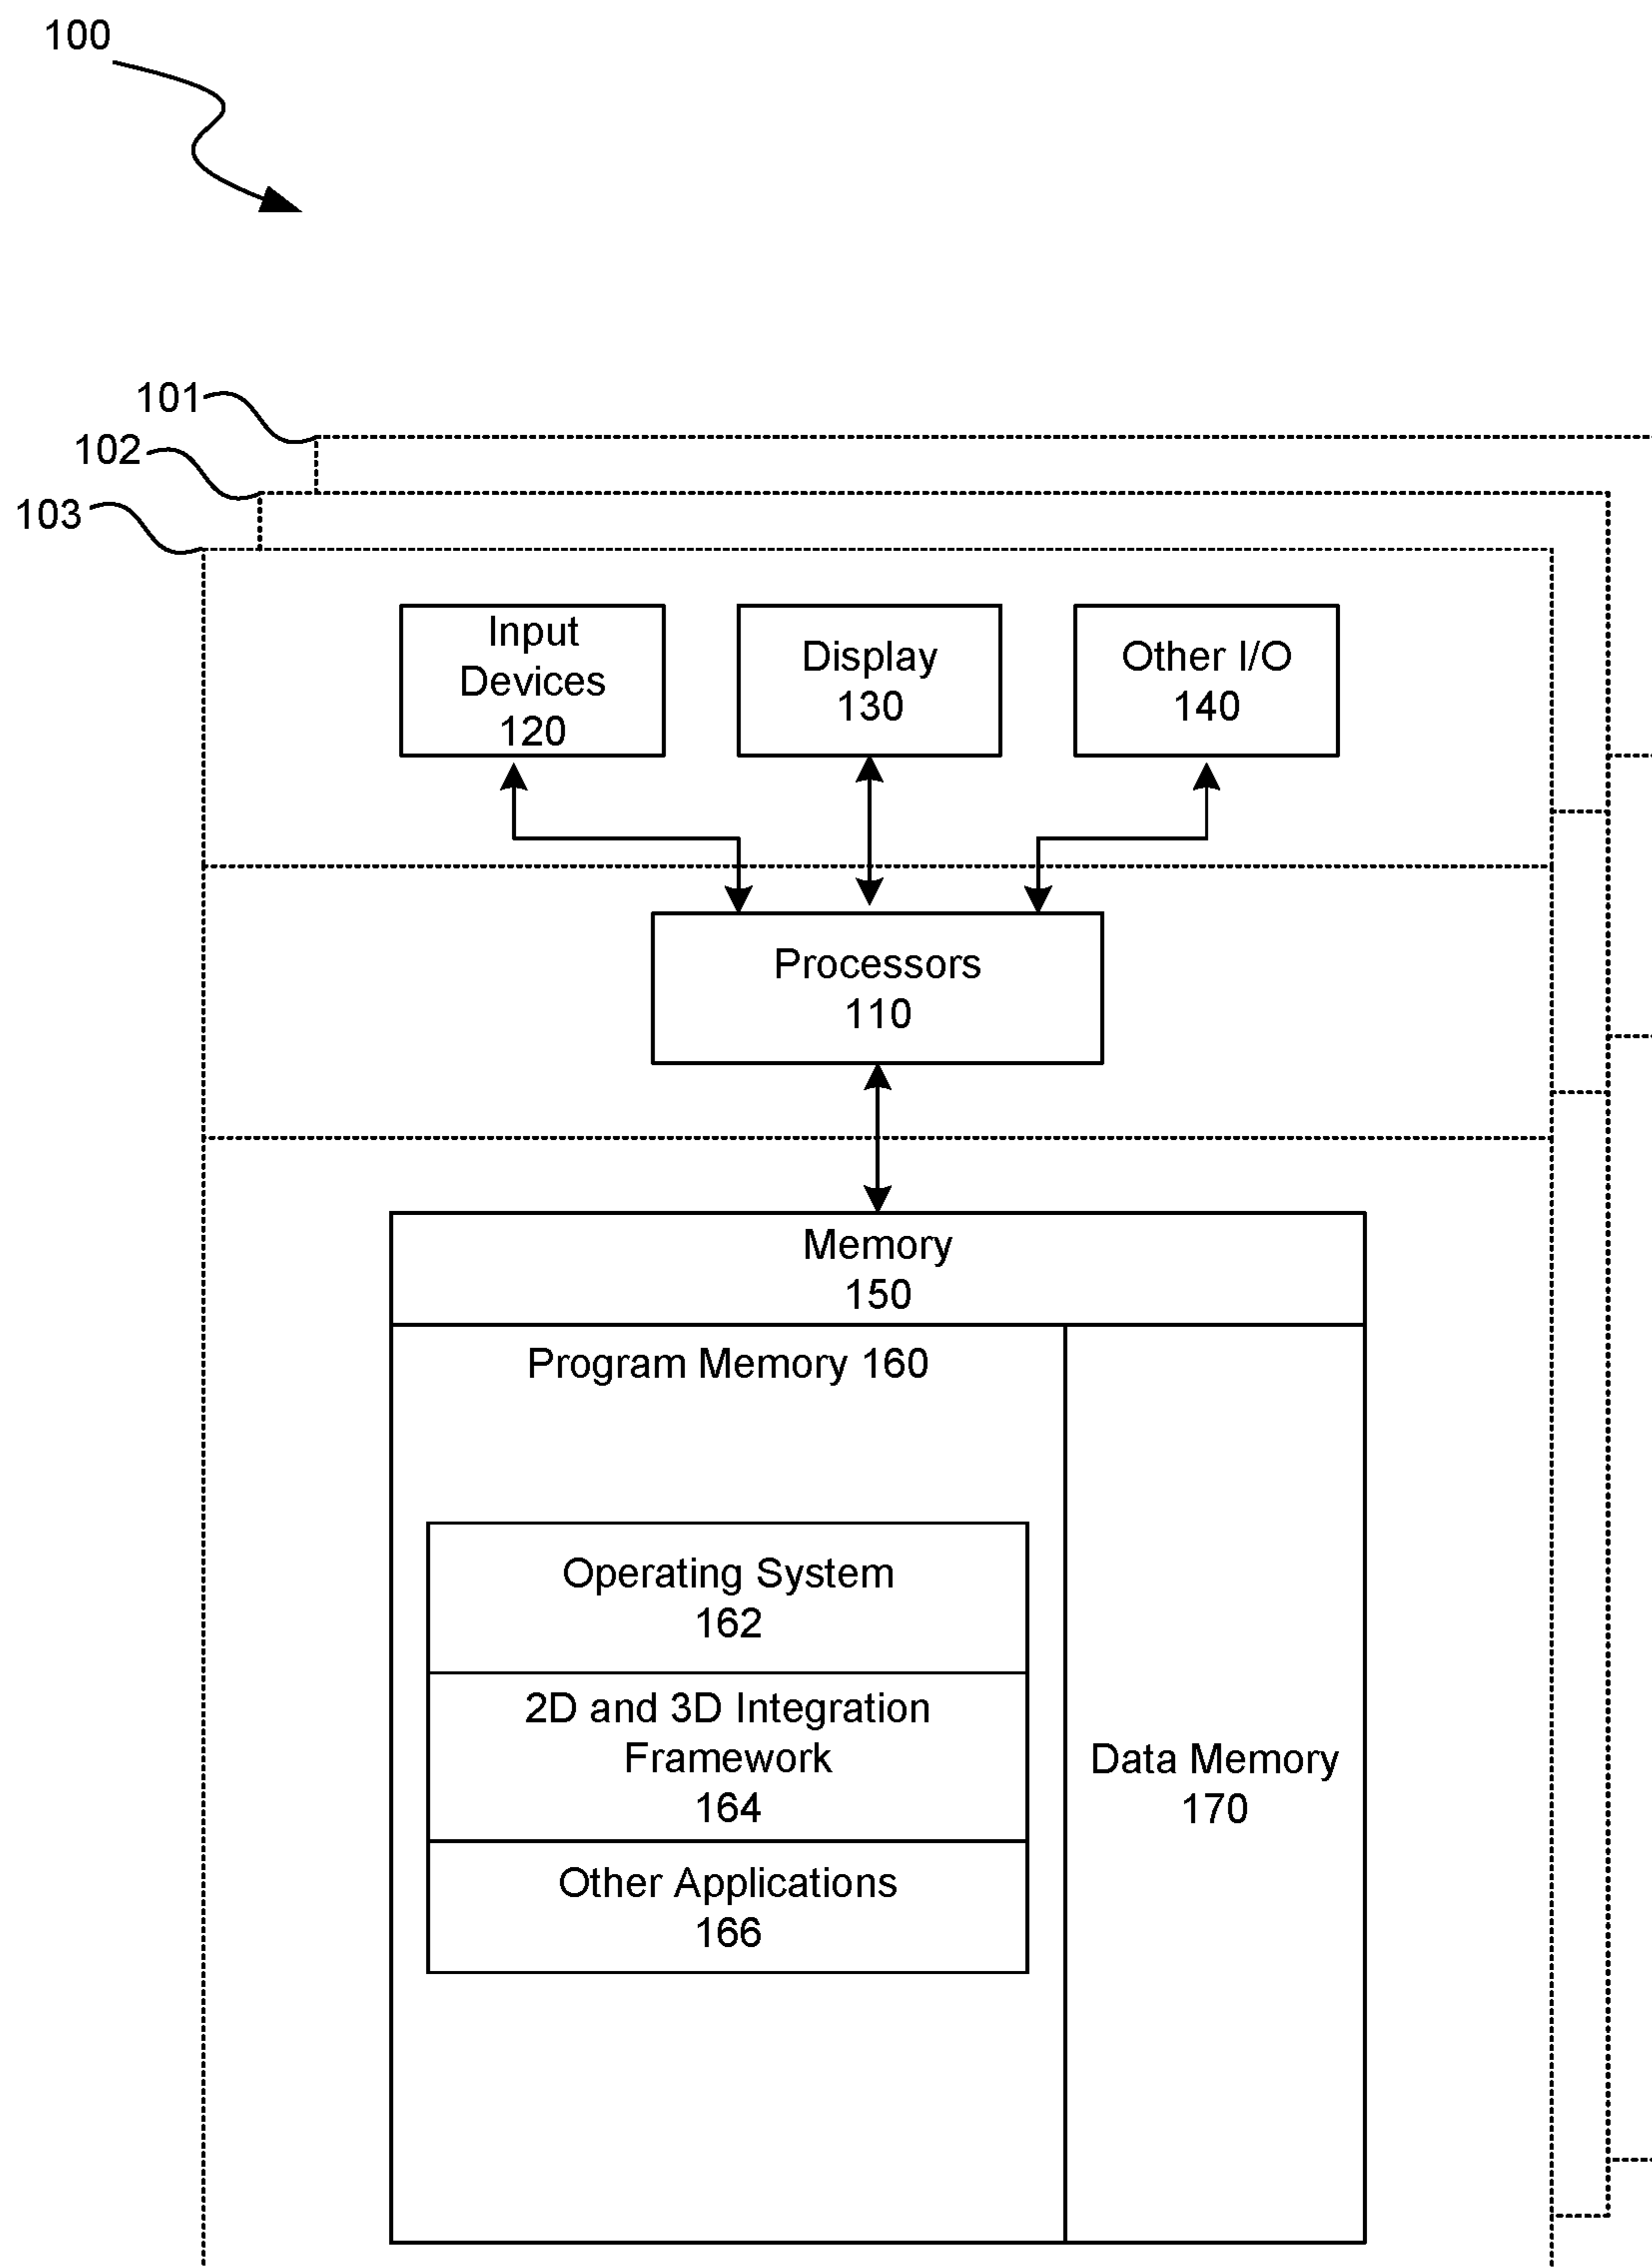 100
101
102
103
Input
Devices
120
Display
130
Other I/O
140
Processors
110
Memory
150
Program Memory 160
Operating System
162
2D and 3D Integration
Framework
164
Other Applications
166
Data Memory
170